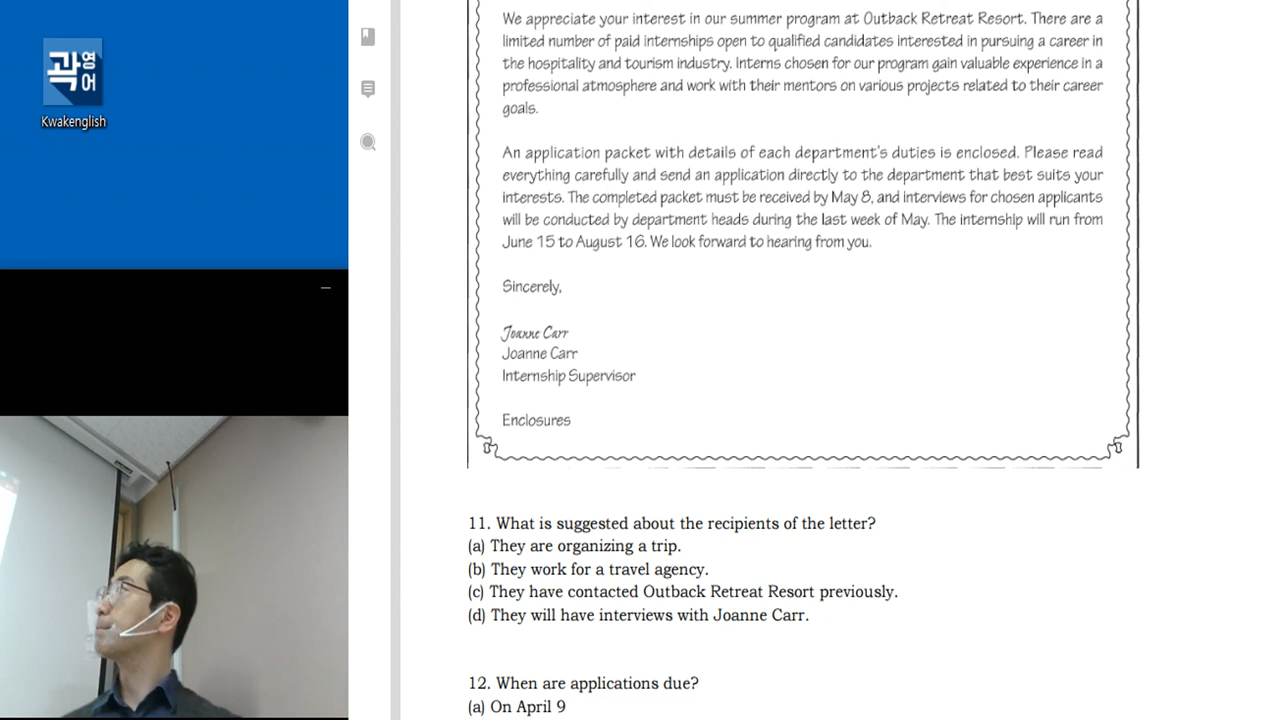 곽영어
Kwakenglish
We appreciate your interest in our summer program at Outback Retreat Resort. There are a
limited number of paid internships open to qualified candidates interested in pursuing a career in
the hospitality and tourism industry. Interns chosen for our program gain valuable experience in a
professional atmosphere and work with their mentors on various projects related to their career
goals.
An application packet with details of each department's duties is enclosed. Please read
everything carefully and send an application directly to the department that best suits your
interests. The completed packet must be received by May 8, and interviews for chosen applicants
will be conducted by department heads during the last week of May. The internship will run from
June 15 to August 16. We look forward to hearing from you.
Sincerely,
Joanne Carr
Joanne Carr
Internship Supervisor
Enclosures
11. What is suggested about the recipients of the letter?
(a) They are organizing a trip.
(b) They work for a travel agency.
(c) They have contacted Outback Retreat Resort previously.
(d) They will have interviews with Joanne Carr.
12. When are applications due?
(a) On April 9